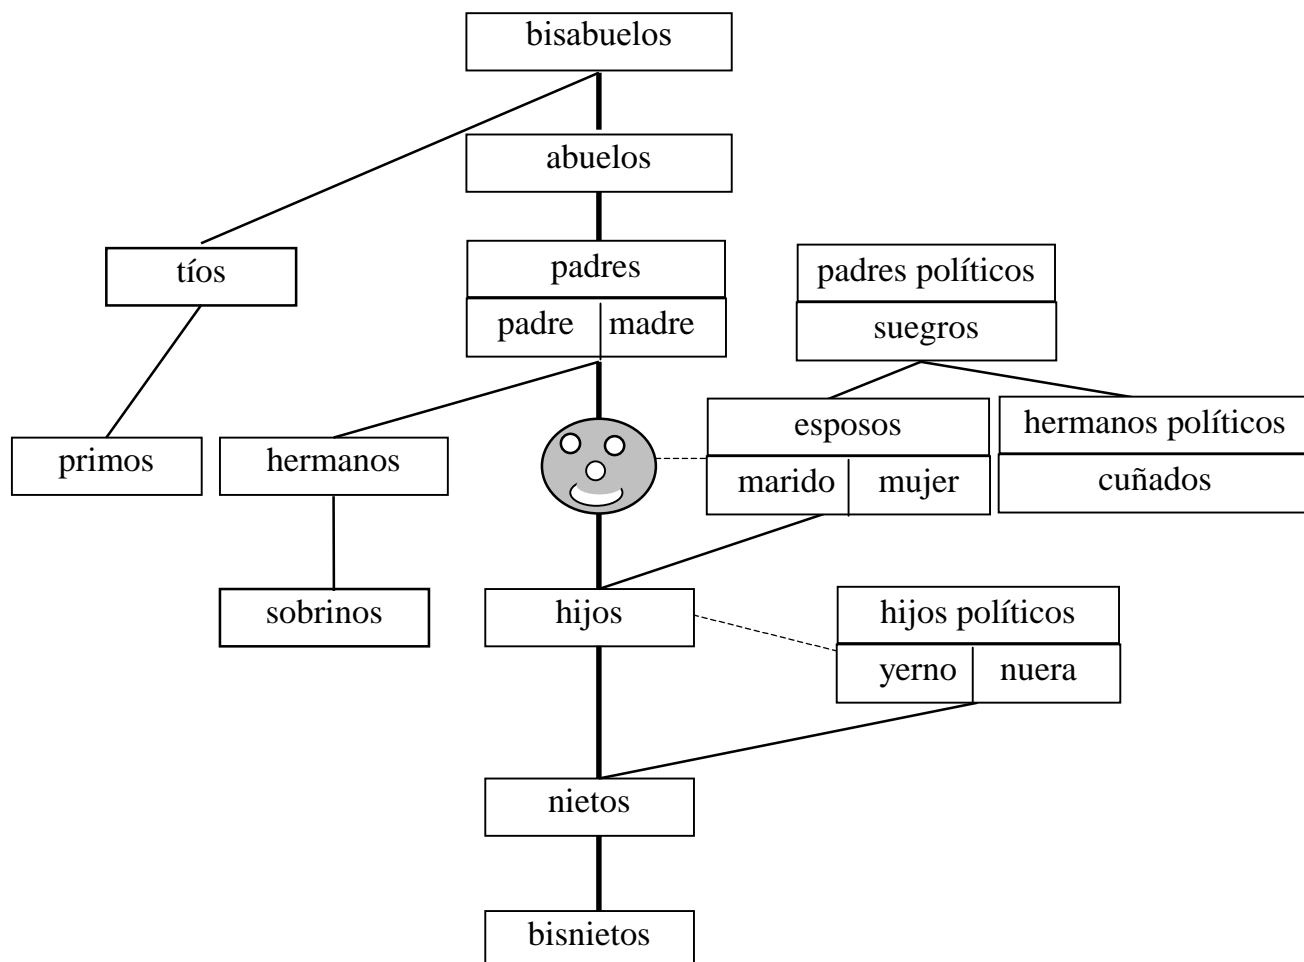 bisabuelos
abuelos
tíos
padres
padre madre
padres políticos
suegros
primos
hermanos
esposos
marido mujer
hermanos políticos
cuñados
sobrinos
hijos
hijos políticos
yerno nuera
nietos
bisnietos